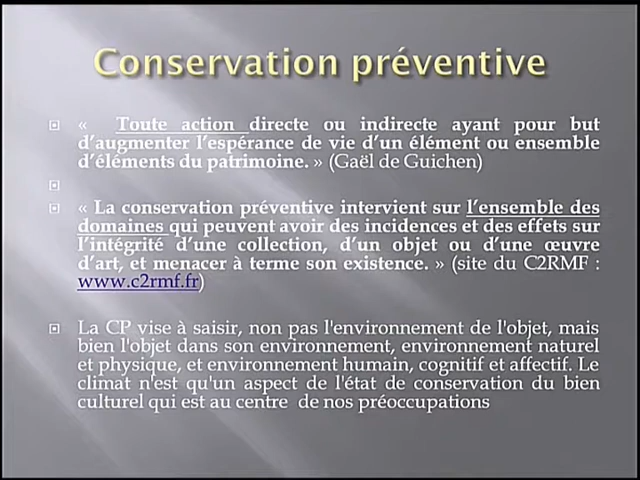 Conservation préventive
« Toute action directe ou indirecte ayant pour but
d’augmenter l’espérance de vie d’un élément ou ensemble
d’éléments du patrimoine. » (Gaël de Guichen)
« La conservation préventive intervient sur l’ensemble des
domaines qui peuvent avoir des incidences et des effets sur
l’intégrité d’une collection, d’un objet ou d’une œuvre
d’art, et menacer à terme son existence. » (site du C2RMF :
www.c2rmf.fr)
La CP vise à saisir, non pas l'environnement de l'objet, mais
bien l'objet dans son environnement, environnement naturel
et physique, et environnement humain, cognitif et affectif. Le
climat n'est qu'un aspect de l'état de conservation du bien
culturel qui est au centre de nos préoccupations